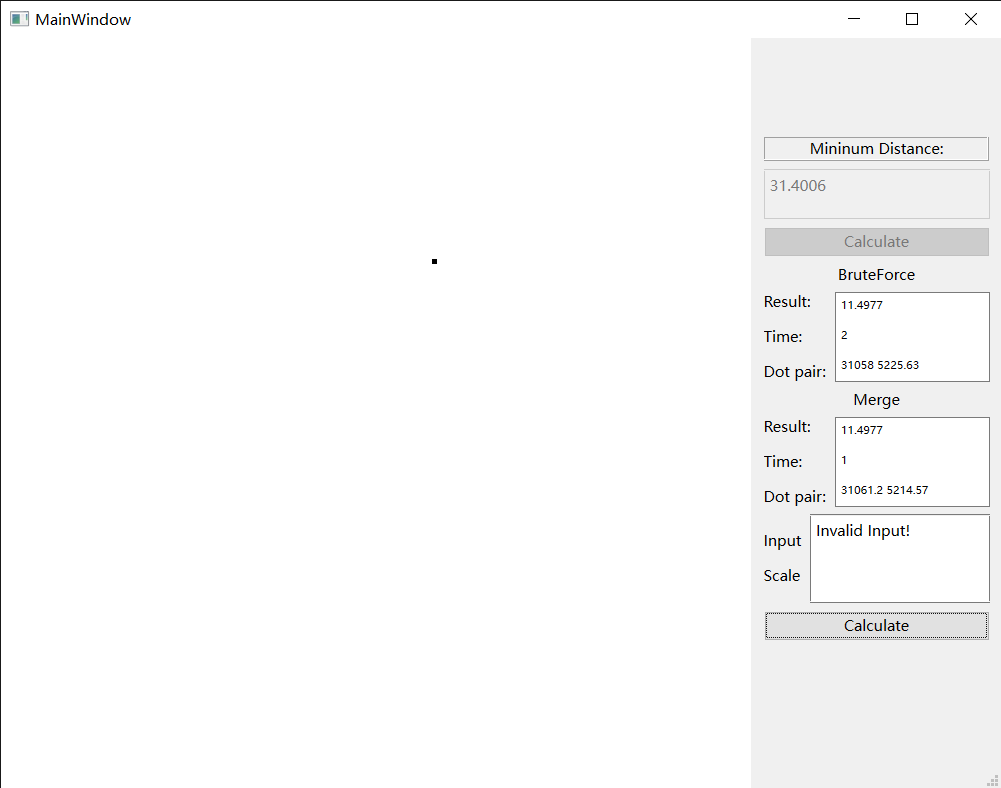 MainWindow
Mininum Distance:
31.4006
Calculate
BruteForce
Result:
11.4977
Time:
2
Dot pair:
31058 5225.63
Merge
Result:
11.4977
Time:
1
Dot pair:
31061.2 5214.57
Input
Scale
Invalid Input!
Calculate